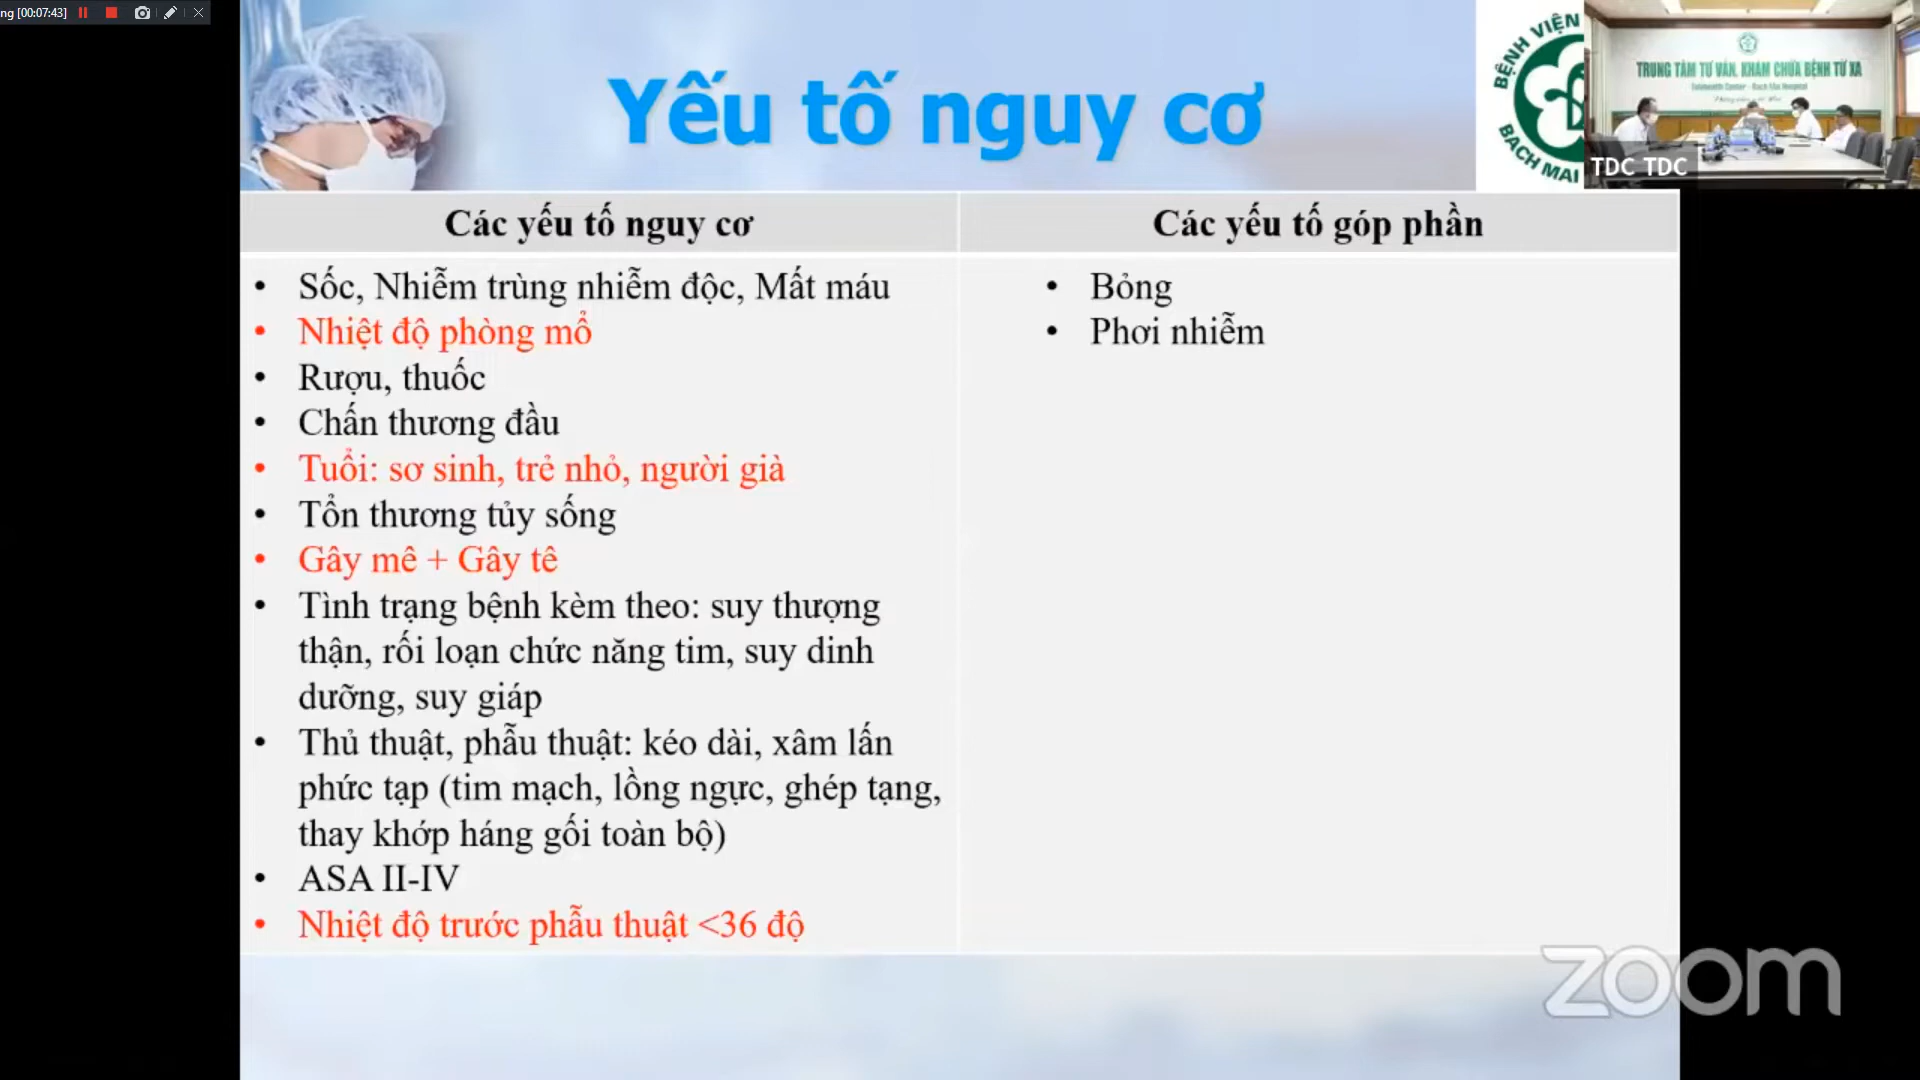 ng [00:07:43]
Yếu tố nguy cơ
BỆNH VIỆN
BẠCH MAI
TRUNG TÂM TƯ VẤN, KHÁM CHỮA BỆNH TỪ XA
Telehealth Center - Bach Mai Hospital
TDC TDC
Các yếu tố nguy cơ
Các yếu tố góp phần
• Sốc, Nhiễm trùng nhiễm độc, Mất máu
• Nhiệt độ phòng mổ
• Rượu, thuốc
• Chấn thương đầu
• Tuổi: sơ sinh, trẻ nhỏ, người già
• Tổn thương tủy sống
• Gây mê + Gây tê
• Tình trạng bệnh kèm theo: suy thượng
thận, rối loạn chức năng tim, suy dinh
dưỡng, suy giáp
• Thủ thuật, phẫu thuật: kéo dài, xâm lấn
phức tạp (tim mạch, lồng ngực, ghép tạng,
thay khớp háng gối toàn bộ)
• ASA II-IV
• Nhiệt độ trước phẫu thuật <36 độ
• Bỏng
• Phơi nhiễm
zoom